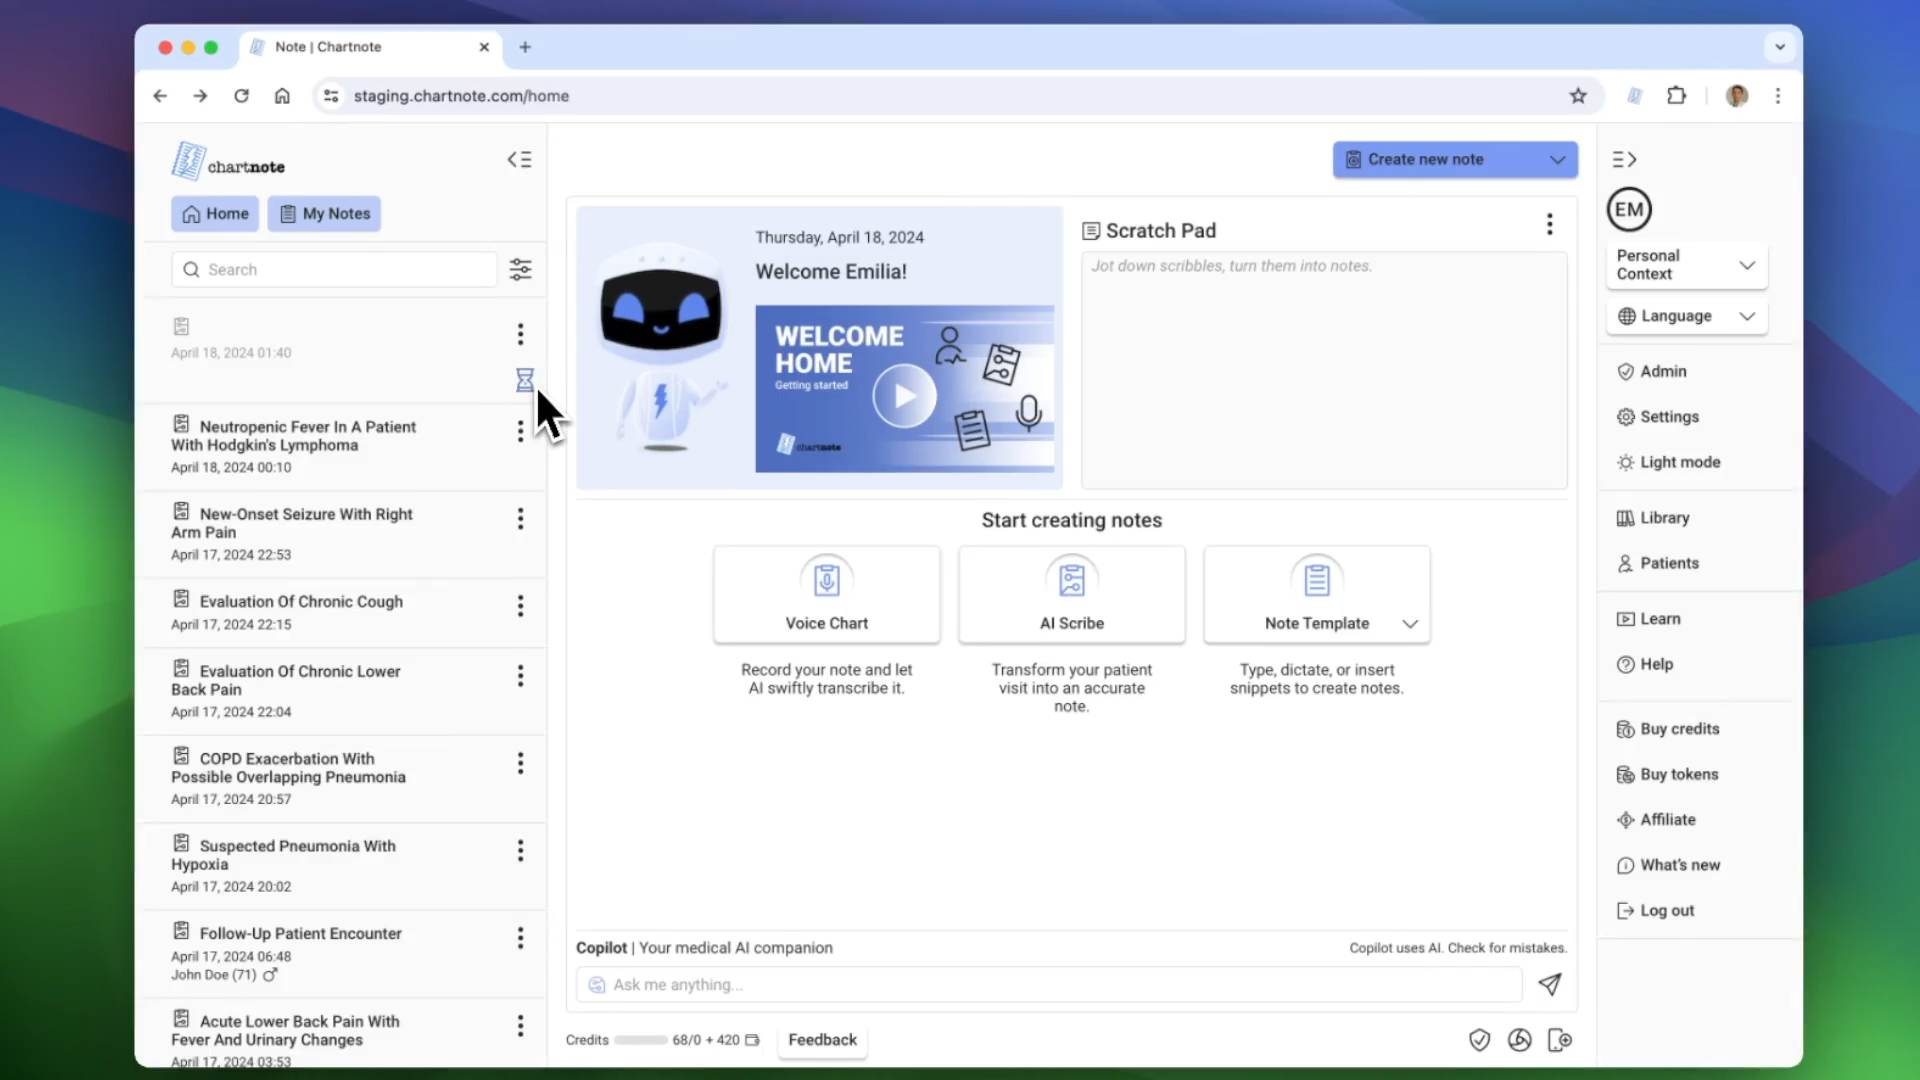 Note | Chartnote
staging.chartnote.com/home
chartnote
Home
My Notes
Search
April 18, 2024 01:40
Neutropenic Fever In A Patient
With Hodgkin's Lymphoma
April 18, 2024 00:10
New-Onset Seizure With Right
Arm Pain
April 17, 2024 22:53
Evaluation Of Chronic Cough
April 17, 2024 22:15
Evaluation Of Chronic Lower
Back Pain
April 17, 2024 22:04
COPD Exacerbation With
Possible Overlapping Pneumonia
April 17, 2024 20:57
Suspected Pneumonia With
Hypoxia
April 17, 2024 20:02
Follow-Up Patient Encounter
April 17, 2024 06:48
John Doe (71)
Acute Lower Back Pain With
Fever And Urinary Changes
April 17, 2024 03:53
Create new note
Thursday, April 18, 2024
Welcome Emilia!
WELCOME
HOME
Getting started
chartnote
Scratch Pad
Jot down scribbles, turn them into notes.
Start creating notes
Voice Chart
Record your note and let
AI swiftly transcribe it.
AI Scribe
Transform your patient
visit into an accurate
note.
Note Template
Type, dictate, or insert
snippets to create notes.
Copilot | Your medical AI companion
Copilot uses AI. Check for mistakes.
Ask me anything...
Credits 68/0 + 420
Feedback
EM
Personal
Context
Language
Admin
Settings
Light mode
Library
Patients
Learn
Help
Buy credits
Buy tokens
Affiliate
What's new
Log out